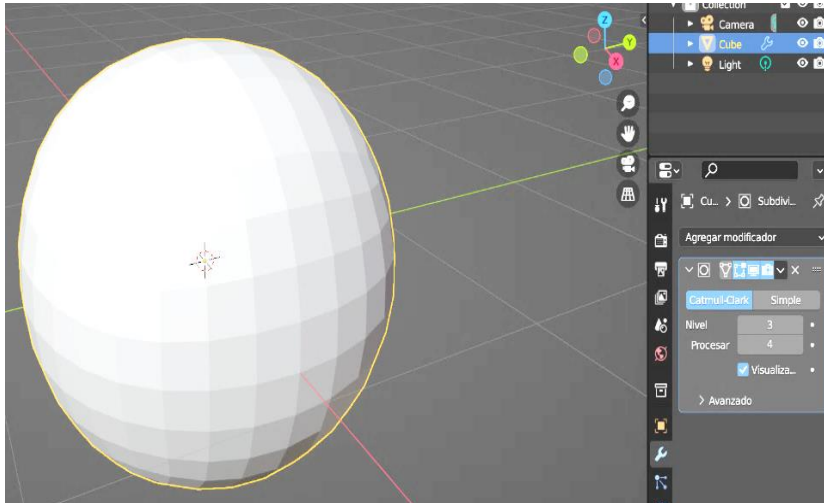 Collection
Camera
Cube
Light
Z
Y
X
Cu... > Subdivi...
Agregar modificador
Catmull-Clark Simple
Nivel 3
Procesar 4
Visualiza...
> Avanzado